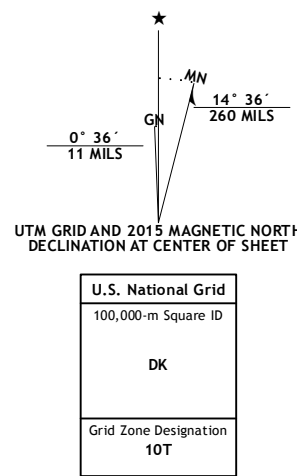 MN
GN
14° 36´
260 MILS
0° 36´
11 MILS
UTM GRID AND 2015 MAGNETIC NORTH
DECLINATION AT CENTER OF SHEET
U.S. National Grid
100,000-m Square ID
DK
Grid Zone Designation
10T